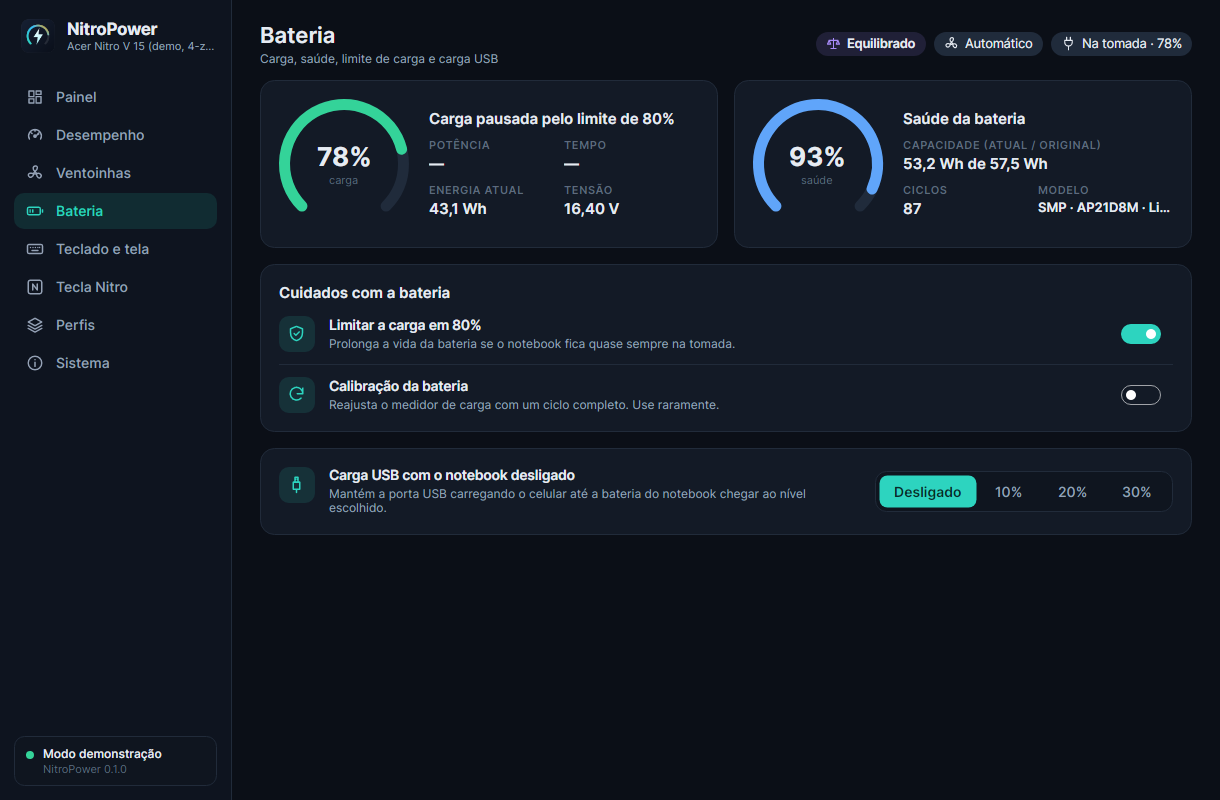 NitroPower
Acer Nitro V 15 (demo, 4-z...
Painel
Desempenho
Ventoinhas
Bateria
Teclado e tela
Tecla Nitro
Perfis
Sistema
Modo demonstração
NitroPower 0.1.0
Bateria
Carga, saúde, limite de carga e carga USB
Equilibrado
Automático
Na tomada · 78%
78%
carga
Carga pausada pelo limite de 80%
POTÊNCIA
TEMPO
—
—
ENERGIA ATUAL
TENSÃO
43,1 Wh
16,40 V
93%
saúde
Saúde da bateria
CAPACIDADE (ATUAL / ORIGINAL)
53,2 Wh de 57,5 Wh
CICLOS
MODELO
87
SMP · AP21D8M · Li...
Cuidados com a bateria
Limitar a carga em 80%
Prolonga a vida da bateria se o notebook fica quase sempre na tomada.
Calibração da bateria
Reajusta o medidor de carga com um ciclo completo. Use raramente.
Carga USB com o notebook desligado
Mantém a porta USB carregando o celular até a bateria do notebook chegar ao nível
escolhido.
Desligado
10%
20%
30%